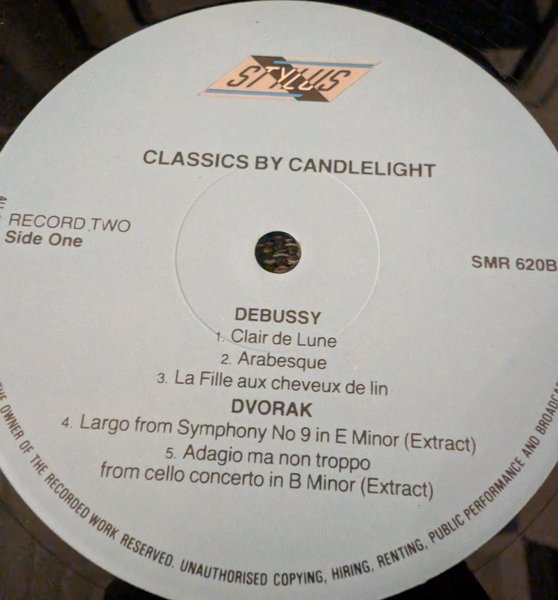 STYLUS
CLASSICS BY CANDLELIGHT
RECORD TWO
Side One
SMR 620B
DEBUSSY
1. Clair de Lune
2. Arabesque
3. La Fille aux cheveux de lin
DVORAK
4. Largo from Symphony No 9 in E Minor (Extract)
5. Adagio ma non troppo
from cello concerto in B Minor (Extract)
THE OWNER OF THE RECORDED WORK RESERVED. UNAUTHORISED COPYING, HIRING, RENTING, PUBLIC PERFORMANCE AND